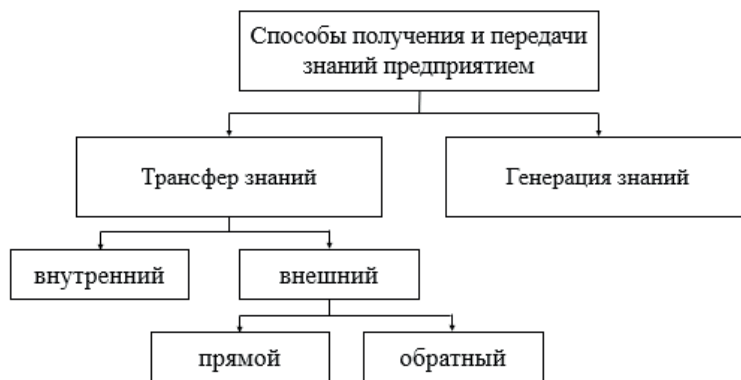 Способы получения и передачи
знаний предприятием
Трансфер знаний
Генерация знаний
внутренний
внешний
прямой
обратный